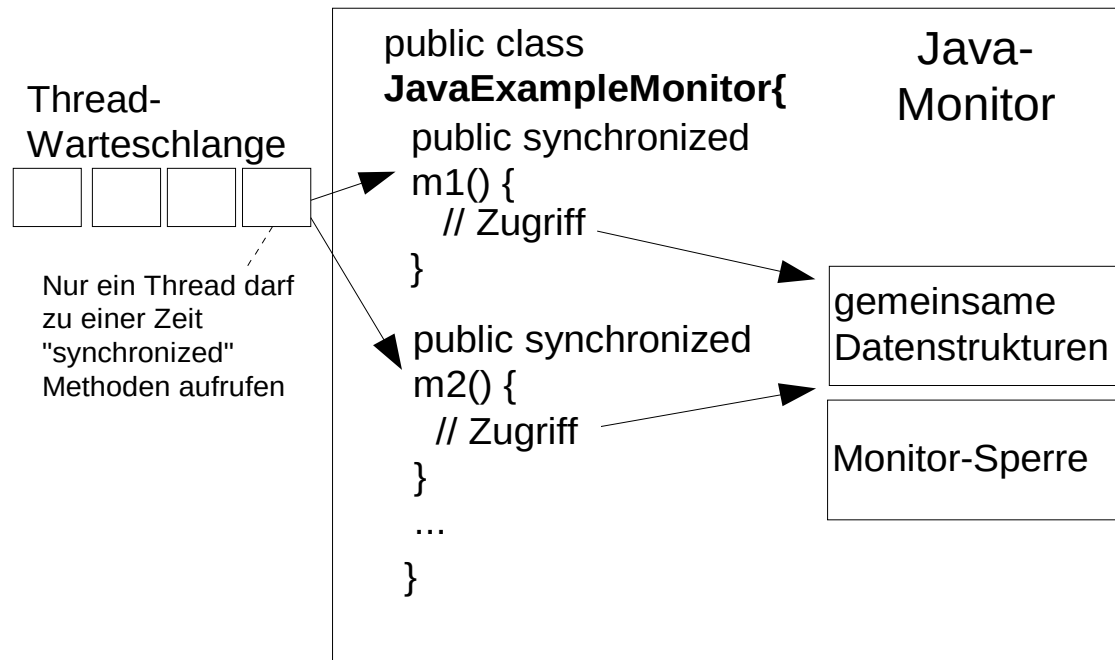 Thread-
Warteschlange
Nur ein Thread darf
zu einer Zeit
"synchronized"
Methoden aufrufen
public class
JavaExampleMonitor{
public synchronized
m1() {
// Zugriff
}
public synchronized
m2() {
// Zugriff
}
...
}
Java-
Monitor
gemeinsame
Datenstrukturen
Monitor-Sperre